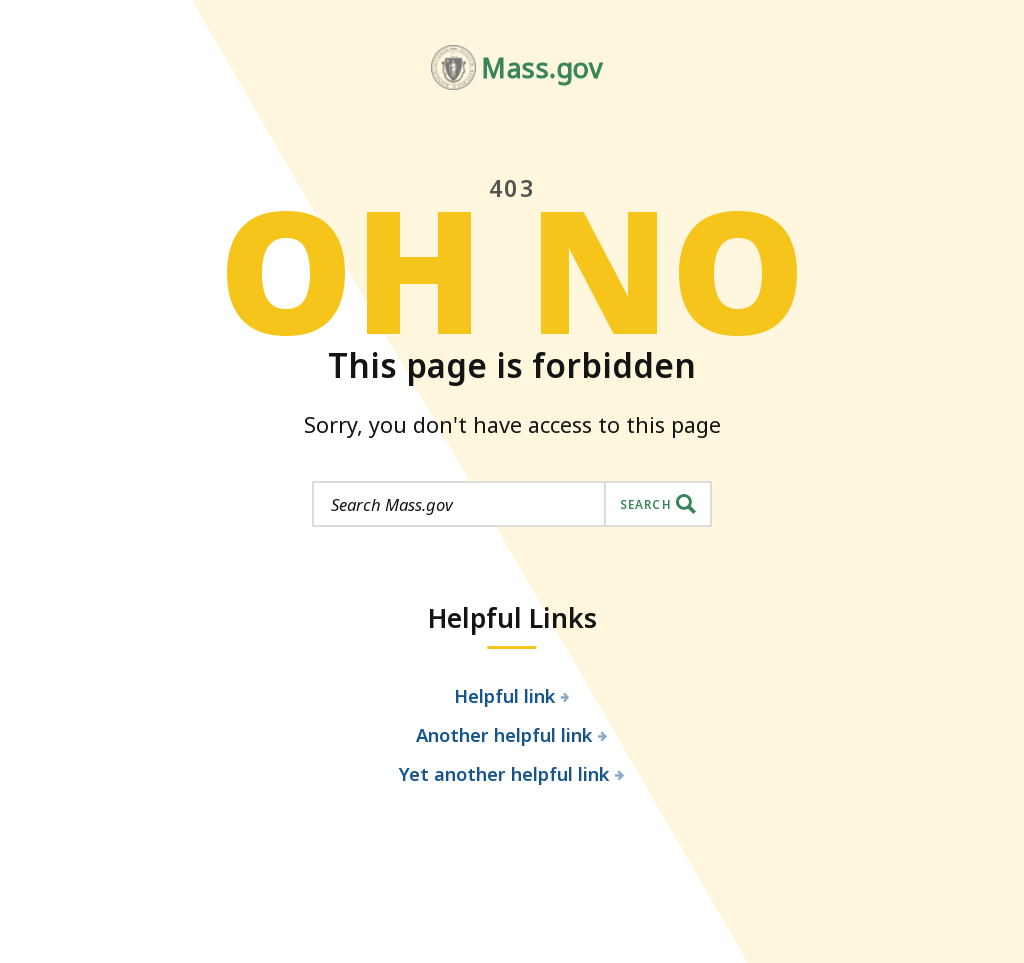 Mass.gov
403
OH NO
This page is forbidden
Sorry, you don't have access to this page
Search Mass.gov
SEARCH
Helpful Links
Helpful link
Another helpful link
Yet another helpful link